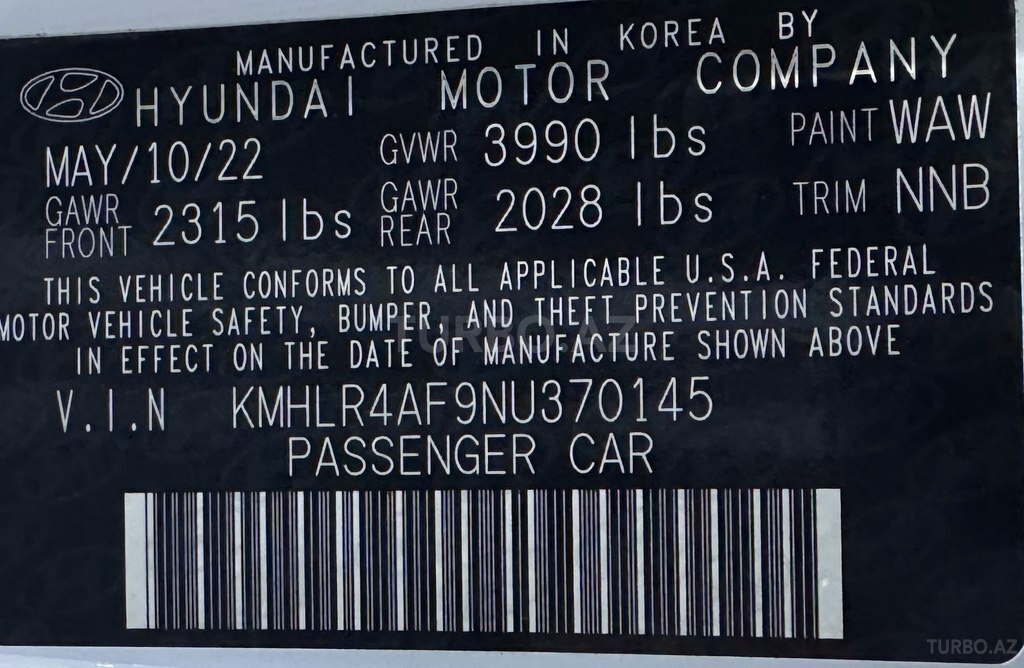 MANUFACTURED IN KOREA BY
HYUNDAI MOTOR COMPANY
MAY/10/22 GVWR 3990 lbs PAINT WAW
GAWR FRONT 2315 lbs GAWR REAR 2028 lbs TRIM NNB
THIS VEHICLE CONFORMS TO ALL APPLICABLE U.S.A. FEDERAL
MOTOR VEHICLE SAFETY, BUMPER, AND THEFT PREVENTION STANDARDS
IN EFFECT ON THE DATE OF MANUFACTURE SHOWN ABOVE
V.I.N KMHLR4AF9NU370145
PASSENGER CAR
TURBO.AZ
TURBO.AZ